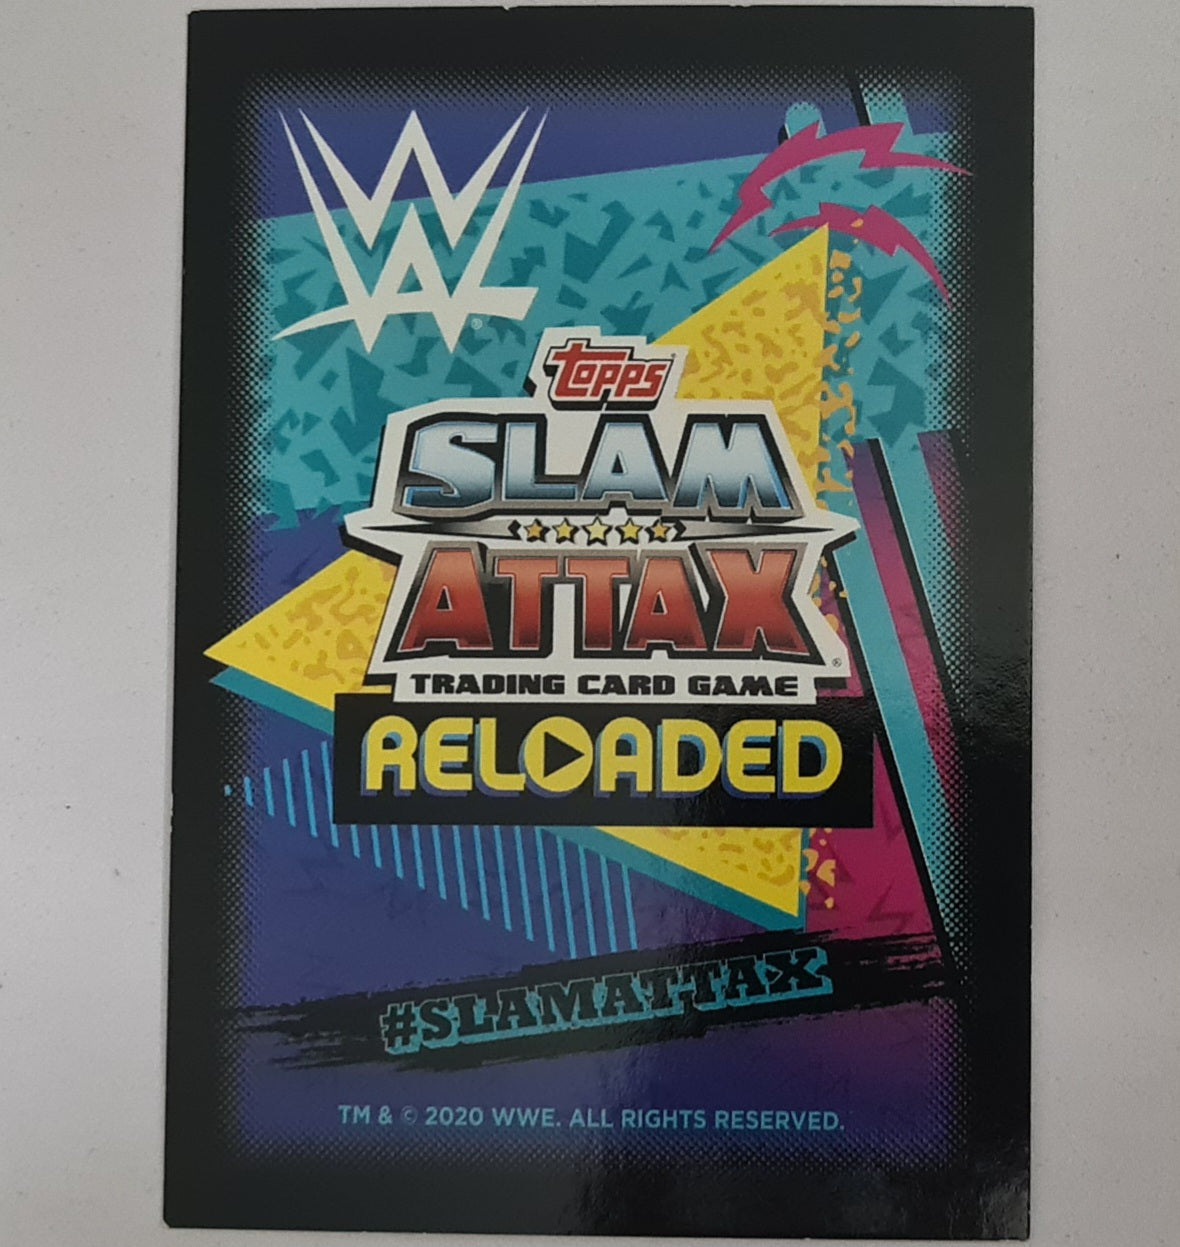 W
topps
SLAM
ATTAX
TRADING CARD GAME
RELOADED
#SLAMATTAX
TM & © 2020 WWE. ALL RIGHTS RESERVED.